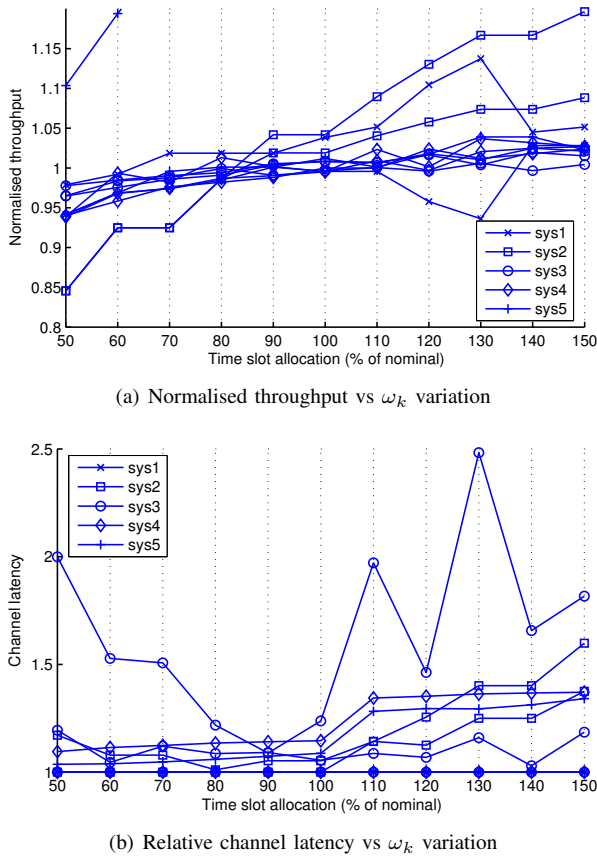 1.15
1.1
1.05
1
0.95
0.9
0.85
0.8
Normalised throughput
50 60 70 80 90 100 110 120 130 140 150
Time slot allocation (% of nominal)
sys1
sys2
sys3
sys4
sys5
(a) Normalised throughput vs ωk variation
2.5
2
1.5
1
Channel latency
sys1
sys2
sys3
sys4
sys5
50 60 70 80 90 100 110 120 130 140 150
Time slot allocation (% of nominal)
(b) Relative channel latency vs ωk variation